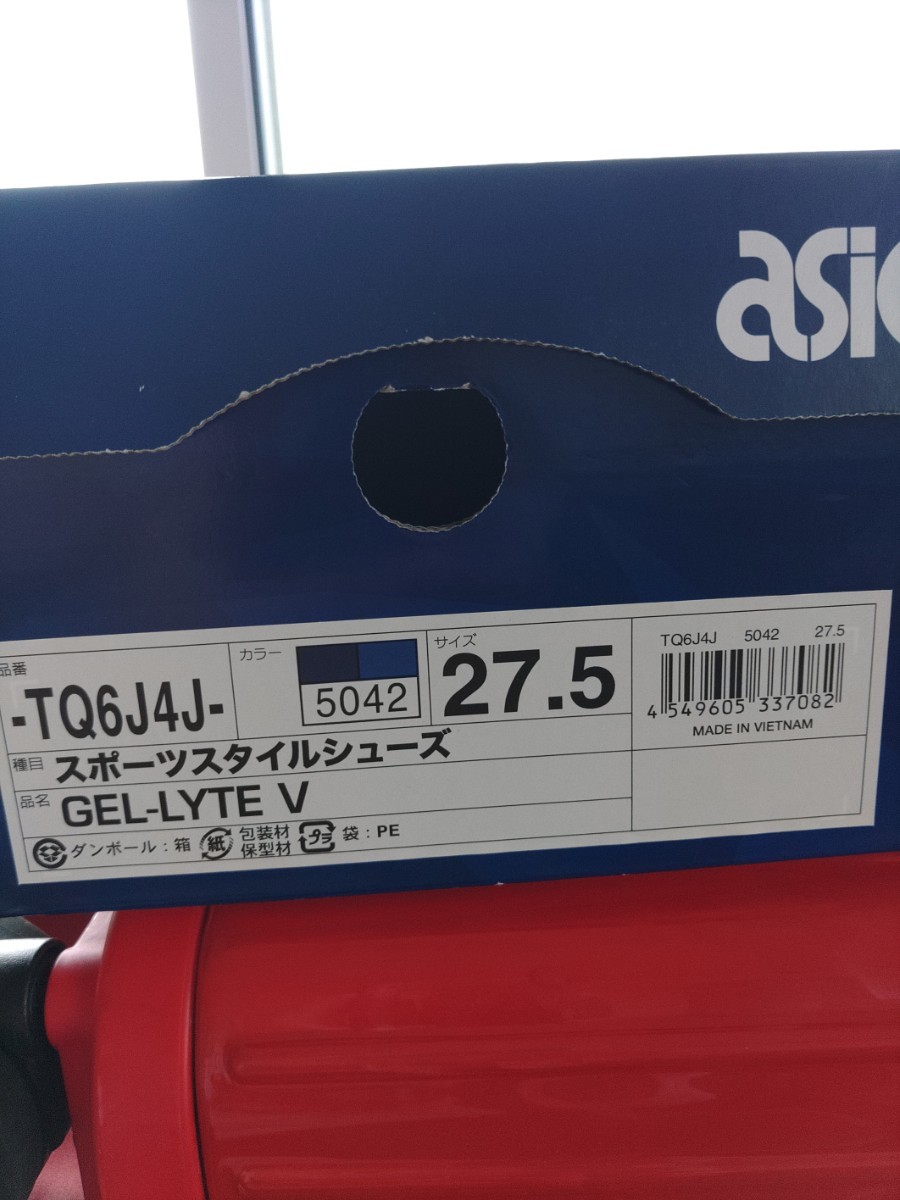 asic
品番
-TQ6J4J-
カラー
5042
サイズ
27.5
TQ6J4J 5042 27.5
4 549605 337082
MADE IN VIETNAM
種目 スポーツスタイルシューズ
品名 GEL-LYTE V
ダンボール：箱 紙 包装材 保型材 プラ 袋：PE